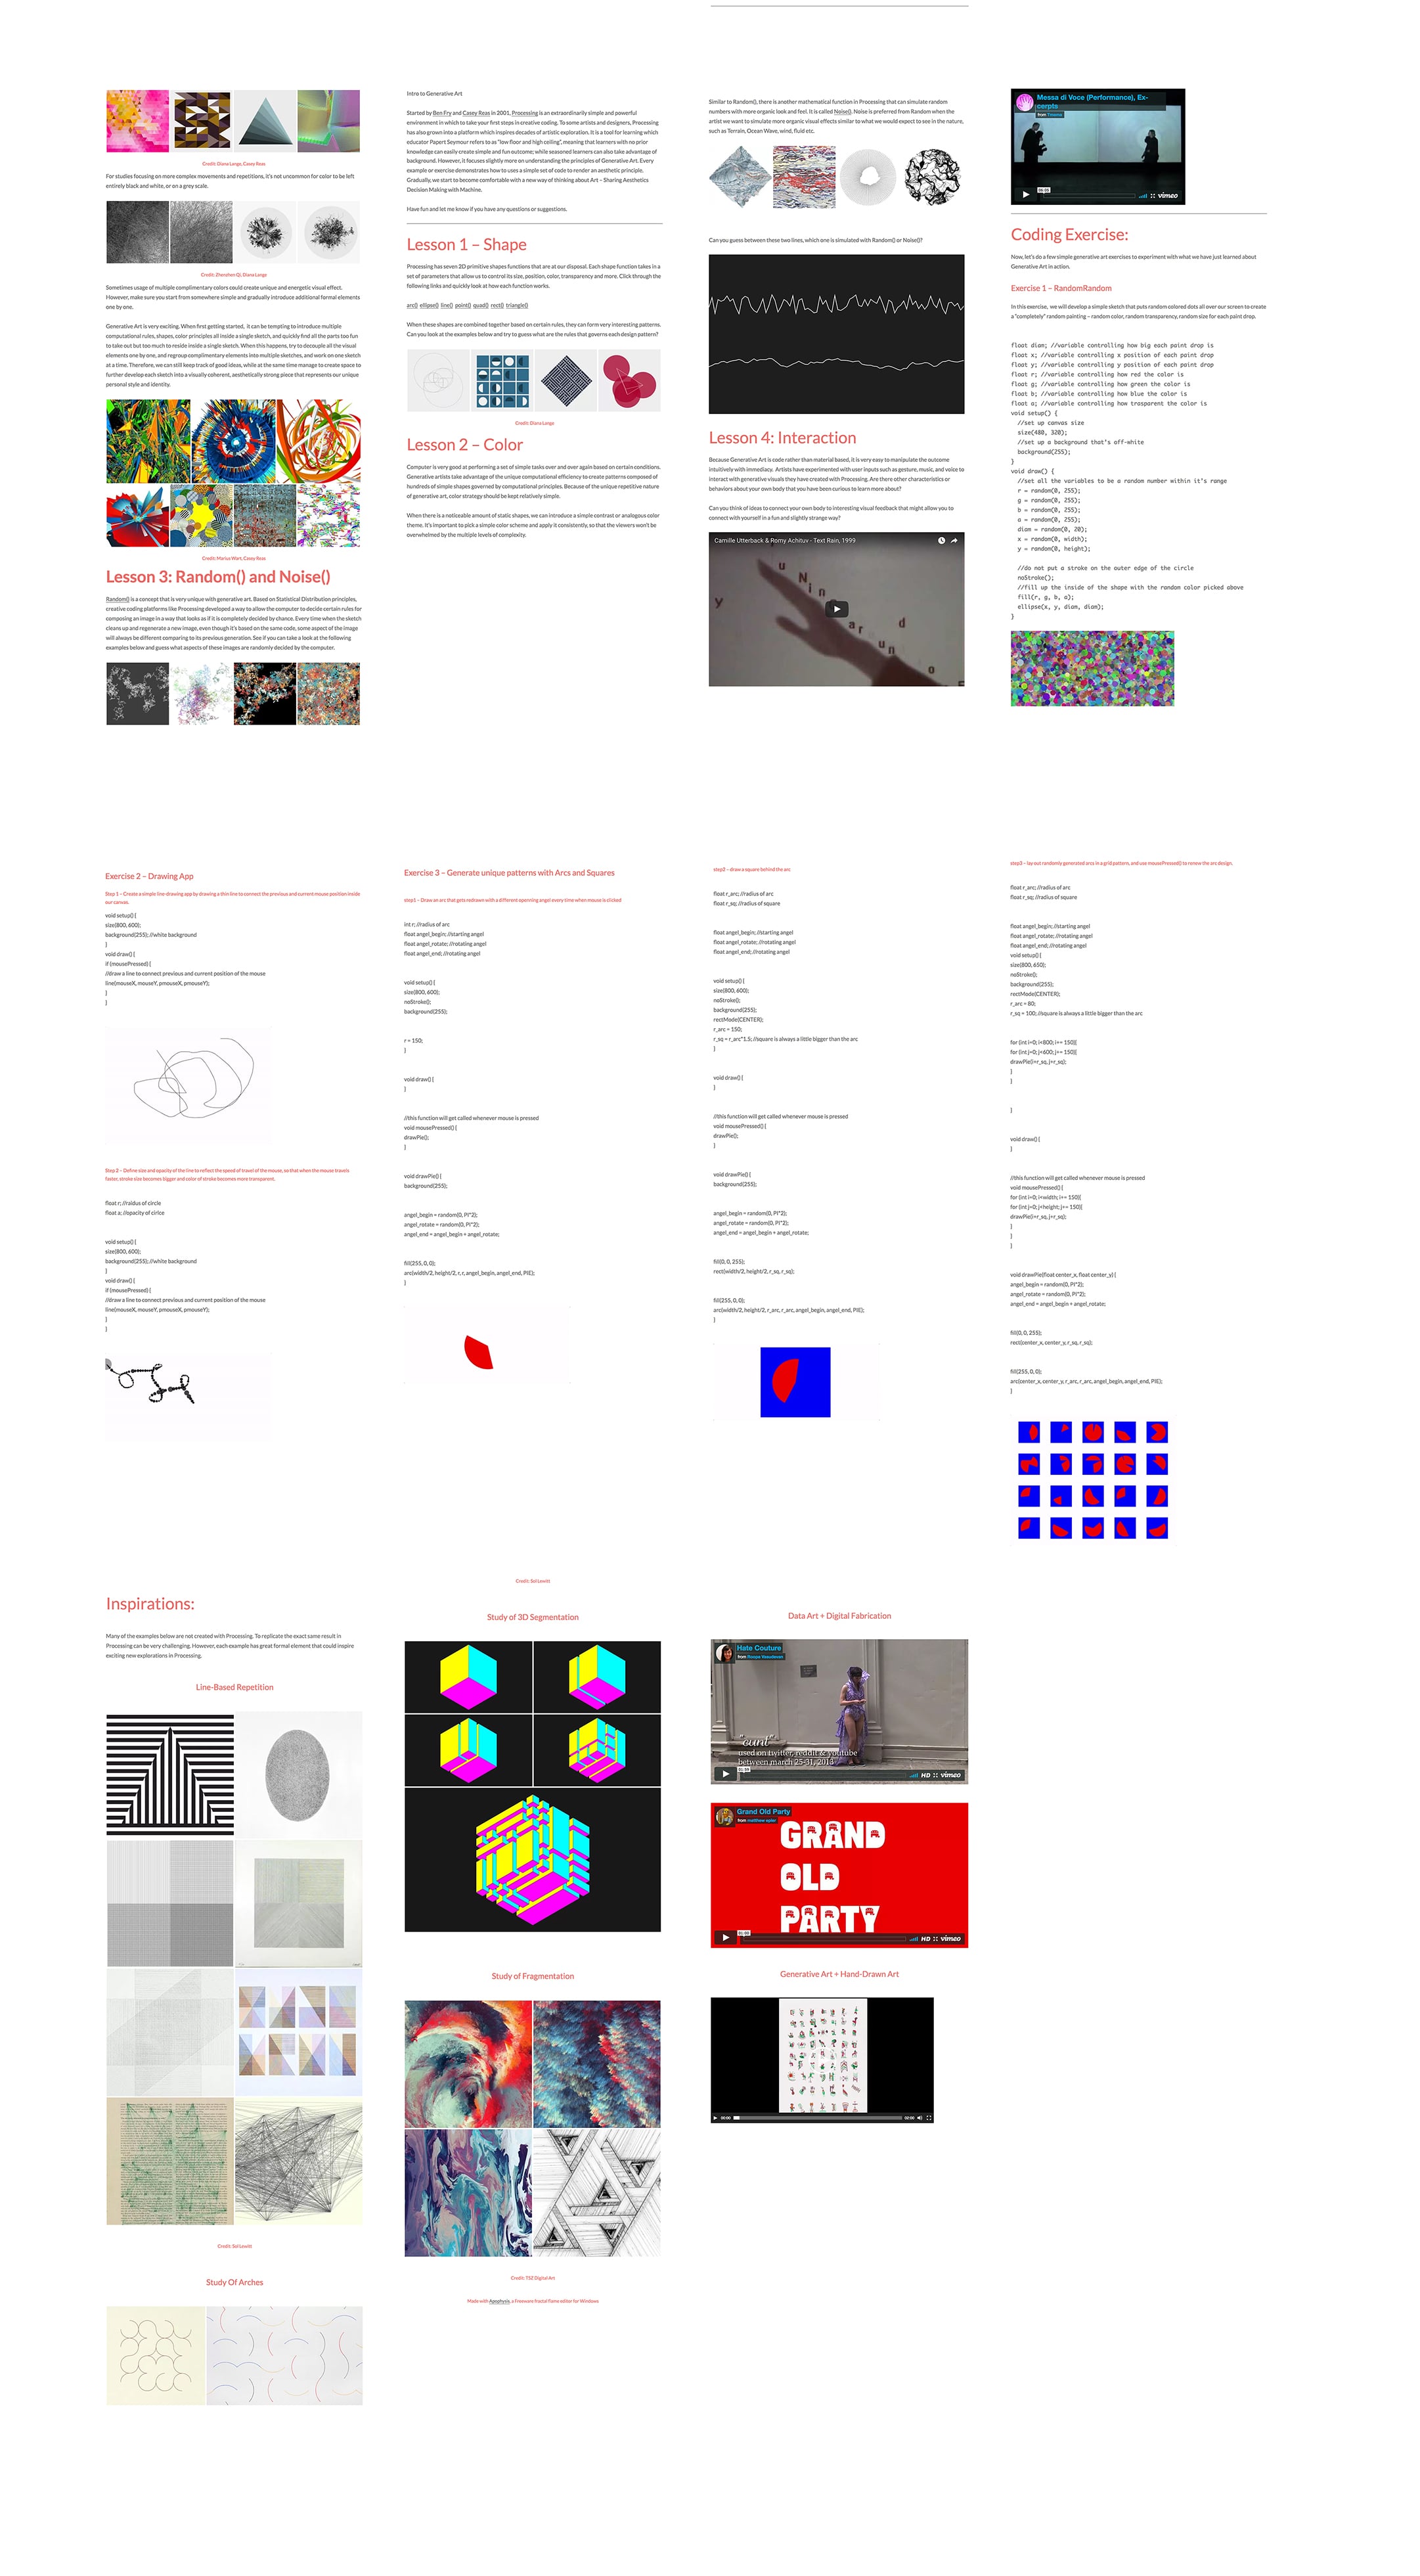 Credit: Diana Lange, Casey Reas
For studies focusing on more complex movements and repetitions, it's not uncommon for color to be left
entirely black and white, or on a grey scale.
Credit: Zhenzhen Qi, Diana Lange
Sometimes usage of multiple complimentary colors could create unique and energetic visual effect.
However, make sure you start from somewhere simple and gradually introduce additional formal elements
one by one.
Generative Art is very exciting. When first getting started, it can be tempting to introduce multiple
computational rules, shapes, color principles all inside a single sketch, and quickly find all the parts too fun
to take out but too much to reside inside a single sketch. When this happens, try to decouple all the visual
elements one by one, and regroup complimentary elements into multiple sketches, and work on one sketch
at a time. Therefore, we can still keep track of good ideas, while at the same time manage to create space to
further develop each sketch into a visually coherent, aesthetically strong piece that represents our unique
personal style and identity.
Credit: Marius Watz, Casey Reas
Lesson 3: Random() and Noise()
Random() is a concept that is very unique with generative art. Based on Statistical Distribution principles,
creative coding platforms like Processing developed a way to allow the computer to decide certain rules for
composing an image in a way that looks as if it is completely decided by chance. Every time when the sketch
cleans up and regenerate a new image, even though it's based on the same code, some aspect of the image
will always be different comparing to its previous generation. See if you can take a look at the following
examples below and guess what aspects of these images are randomly decided by the computer.
Intro to Generative Art
Started by Ben Fry and Casey Reas in 2001, Processing is an extraordinarily simple and powerful
environment in which to take your first steps in creative coding. To some artists and designers, Processing
has also grown into a platform which inspires decades of artistic exploration. It is a tool for learning which
educator Papert Seymour refers to as "low floor and high ceiling", meaning that learners with no prior
knowledge can easily create simple and fun outcome; while seasoned learners can also take advantage of
background. However, it focuses slightly more on understanding the principles of Generative Art. Every
example or exercise demonstrates how to uses a simple set of code to render an aesthetic principle.
Gradually, we start to become comfortable with a new way of thinking about Art – Sharing Aesthetics
Decision Making with Machine.
Have fun and let me know if you have any questions or suggestions.
Lesson 1 – Shape
Processing has seven 2D primitive shapes functions that are at our disposal. Each shape function takes in a
set of parameters that allow us to control its size, position, color, transparency and more. Click through the
following links and quickly look at how each function works.
arc() ellipse() line() point() quad() rect() triangle()
When these shapes are combined together based on certain rules, they can form very interesting patterns.
Can you look at the examples below and try to guess what are the rules that governs each design pattern?
Credit: Diana Lange
Lesson 2 – Color
Computer is very good at performing a set of simple tasks over and over again based on certain conditions.
Generative artists take advantage of the unique computational efficiency to create patterns composed of
hundreds of simple shapes governed by computational principles. Because of the unique repetitive nature
of generative art, color strategy should be kept relatively simple.
When there is a noticeable amount of static shapes, we can introduce a simple contrast or analogous color
theme. It's important to pick a simple color scheme and apply it consistently, so that the viewers won't be
overwhelmed by the multiple levels of complexity.
Similar to Random(), there is another mathematical function in Processing that can simulate random
numbers with more organic look and feel. It is called Noise(). Noise is preferred from Random when the
artist we want to simulate more organic visual effects similar to what we would expect to see in the nature,
such as Terrain, Ocean Wave, wind, fluid etc.
Can you guess between these two lines, which one is simulated with Random() or Noise()?
Lesson 4: Interaction
Because Generative Art is code rather than material based, it is very easy to manipulate the outcome
intuitively with immediacy. Artists have experimented with user inputs such as gesture, music, and voice to
interact with generative visuals they have created with Processing. Are there other characteristics or
behaviors about your own body that you have been curious to learn more about?
Can you think of ideas to connect your own body to interesting visual feedback that might allow you to
connect with yourself in a fun and slightly strange way?
Camille Utterback & Romy Achituv - Text Rain, 1999
Messa di Voce (Performance), Ex-
cerpts
from Tmema
vimeo
Coding Exercise:
Now, let's do a few simple generative art exercises to experiment with what we have just learned about
Generative Art in action.
Exercise 1 – RandomRandom
In this exercise, we will develop a simple sketch that puts random colored dots all over our screen to create
a "completely" random painting – random color, random transparency, random size for each paint drop.
float diam; //variable controlling how big each paint drop is
float x; //variable controlling x position of each paint drop
float y; //variable controlling y position of each paint drop
float r; //variable controlling how red the color is
float g; //variable controlling how green the color is
float b; //variable controlling how blue the color is
float a; //variable controlling how trasparent the color is
void setup() {
//set up canvas size
size(480, 320);
//set up a background that's off-white
background(255);
}
void draw() {
//set all the variables to be a random number within it's range
r = random(0, 255);
g = random(0, 255);
b = random(0, 255);
a = random(0, 255);
diam = random(0, 20);
x = random(0, width);
y = random(0, height);
//do not put a stroke on the outer edge of the circle
noStroke();
//fill up the inside of the shape with the random color picked above
fill(r, g, b, a);
ellipse(x, y, diam, diam);
}
Exercise 2 – Drawing App
Step 1 – Create a simple line-drawing app by drawing a thin line to connect the previous and current mouse position inside
our canvas.
void setup() {
size(800, 600);
background(255); //white background
}
void draw() {
if (mousePressed) {
//draw a line to connect previous and current position of the mouse
line(mouseX, mouseY, pmouseX, pmouseY);
}
}
Step 2 – Define size and opacity of the line to reflect the speed of travel of the mouse, so that when the mouse travels
faster, stroke size becomes bigger and color of stroke becomes more transparent.
float r; //raidus of circle
float a; //opacity of cirlce
void setup() {
size(800, 600);
background(255); //white background
}
void draw() {
if (mousePressed) {
//draw a line to connect previous and current position of the mouse
line(mouseX, mouseY, pmouseX, pmouseY);
}
}
Exercise 3 – Generate unique patterns with Arcs and Squares
step1 – Draw an arc that gets redrawn with a different openning angel every time when mouse is clicked
int r; //radius of arc
float angel_begin; //starting angel
float angel_rotate; //rotating angel
float angel_end; //rotating angel
void setup() {
size(800, 600);
noStroke();
background(255);
r = 150;
}
void draw() {
}
//this function will get called whenever mouse is pressed
void mousePressed() {
drawPie();
}
void drawPie() {
background(255);
angel_begin = random(0, PI*2);
angel_rotate = random(0, PI*2);
angel_end = angel_begin + angel_rotate;
fill(255, 0, 0);
arc(width/2, height/2, r, r, angel_begin, angel_end, PIE);
}
step2 – draw a square behind the arc
float r_arc; //radius of arc
float r_sq; //radius of square
float angel_begin; //starting angel
float angel_rotate; //rotating angel
float angel_end; //rotating angel
void setup() {
size(800, 600);
noStroke();
background(255);
rectMode(CENTER);
r_arc = 150;
r_sq = r_arc*1.5; //square is always a little bigger than the arc
}
void draw() {
}
//this function will get called whenever mouse is pressed
void mousePressed() {
drawPie();
}
void drawPie() {
background(255);
angel_begin = random(0, PI*2);
angel_rotate = random(0, PI*2);
angel_end = angel_begin + angel_rotate;
fill(0, 0, 255);
rect(width/2, height/2, r_sq, r_sq);
fill(255, 0, 0);
arc(width/2, height/2, r_arc, r_arc, angel_begin, angel_end, PIE);
}
step3 – lay out randomly generated arcs in a grid pattern, and use mousePressed() to renew the arc design.
float r_arc; //radius of arc
float r_sq; //radius of square
float angel_begin; //starting angel
float angel_rotate; //rotating angel
float angel_end; //rotating angel
void setup() {
size(800, 650);
noStroke();
background(255);
rectMode(CENTER);
r_arc = 80;
r_sq = 100; //square is always a little bigger than the arc
for (int i=0; i<800; i+= 150){
for (int j=0; j<600; j+= 150){
drawPie(i+r_sq, j+r_sq);
}
}
}
void draw() {
}
//this function will get called whenever mouse is pressed
void mousePressed() {
for (int i=0; i<width; i+= 150){
for (int j=0; j<height; j+= 150){
drawPie(i+r_sq, j+r_sq);
}
}
}
void drawPie(float center_x, float center_y) {
angel_begin = random(0, PI*2);
angel_rotate = random(0, PI*2);
angel_end = angel_begin + angel_rotate;
fill(0, 0, 255);
rect(center_x, center_y, r_sq, r_sq);
fill(255, 0, 0);
arc(center_x, center_y, r_arc, r_arc, angel_begin, angel_end, PIE);
}
Inspirations:
Many of the examples below are not created with Processing. To replicate the exact same result in
Processing can be very challenging. However, each example has great formal element that could inspire
exciting new explorations in Processing.
Line-Based Repetition
Credit: Sol Lewitt
Study Of Arches
Credit: Sol Lewitt
Study of 3D Segmentation
Study of Fragmentation
Credit: TSZ Digital Art
Made with Apophysis, a Freeware fractal flame editor for Windows
Data Art + Digital Fabrication
Hate Couture
from Roopa Vasudevan
"cunt"
used on twitter, reddit & youtube
between march 25-31, 2013
HD vimeo
Grand Old Party
from matthew epler
GRAND
OLD
PARTY
HD vimeo
Generative Art + Hand-Drawn Art
00:00
02:00